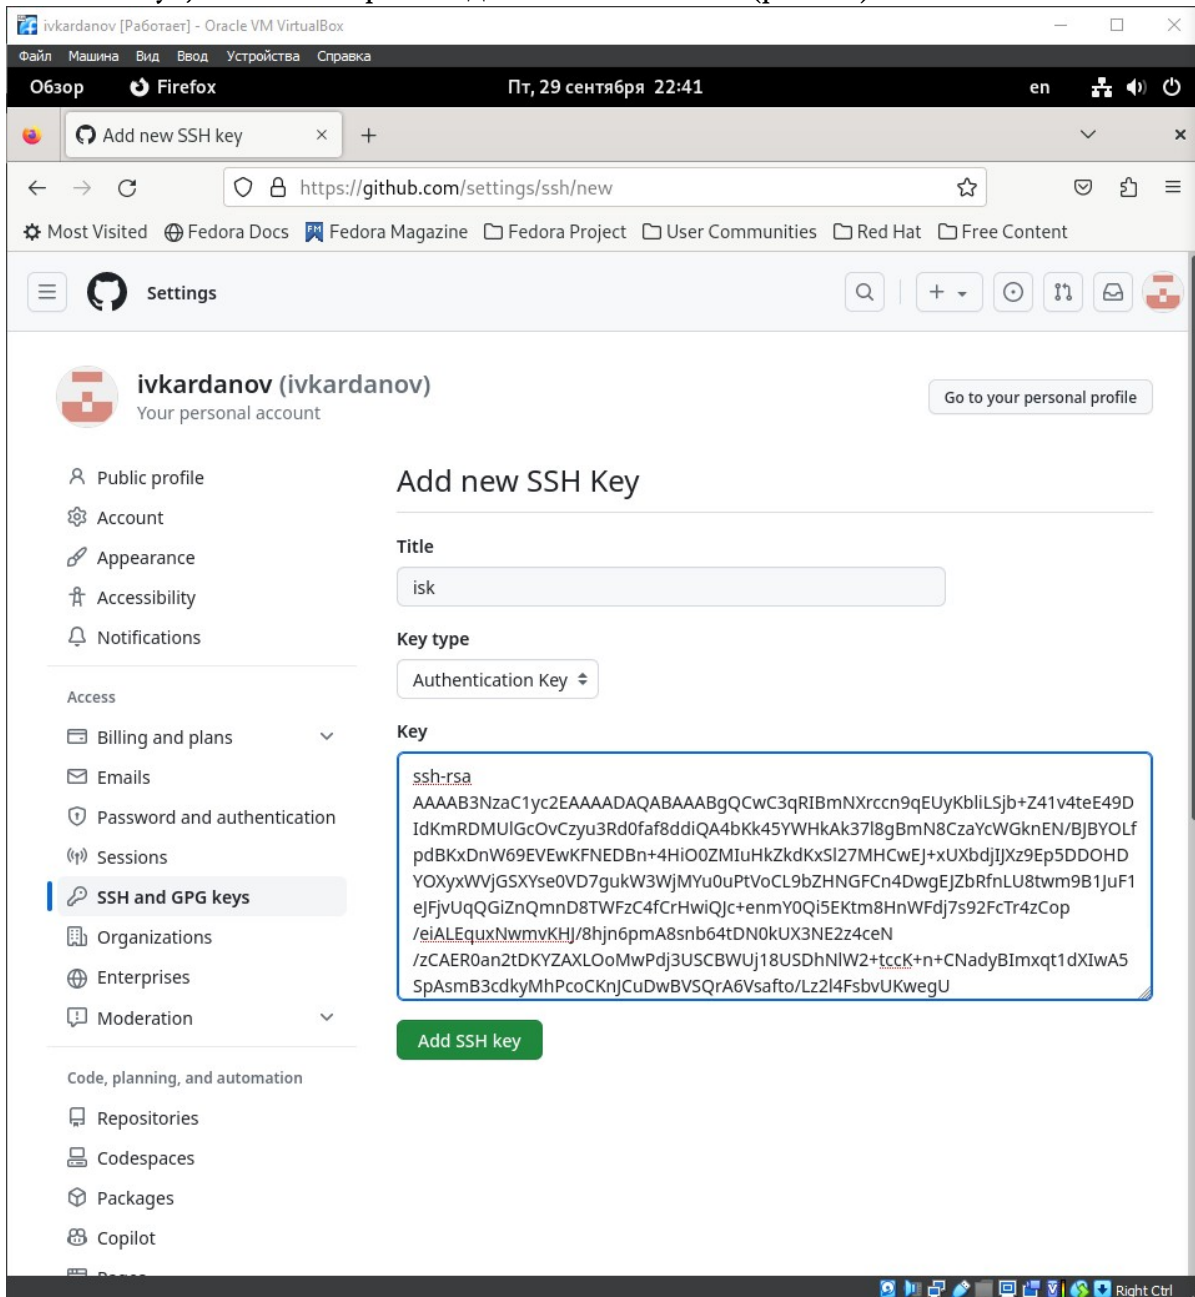 ivkardanov [Работает] - Oracle VM VirtualBox
Файл Машина Вид Ввод Устройства Справка
Обзор Firefox Пт, 29 сентября 22:41 en
Add new SSH key
https://github.com/settings/ssh/new
Most Visited Fedora Docs Fedora Magazine Fedora Project User Communities Red Hat Free Content
Settings
ivkardanov (ivkardanov)
Your personal account
Go to your personal profile
Public profile
Account
Appearance
Accessibility
Notifications
Access
Billing and plans
Emails
Password and authentication
Sessions
SSH and GPG keys
Organizations
Enterprises
Moderation
Code, planning, and automation
Repositories
Codespaces
Packages
Copilot
Add new SSH Key
Title
isk
Key type
Authentication Key
Key
ssh-rsa
AAAAB3NzaC1yc2EAAAADAQABAAABgQCwC3qRIBmNXrccn9qEUyKbliLSjb+Z41v4teE49D
IdKmRDMUlGcOvCzyu3Rd0faf8ddiQA4bKk45YWHkAk37l8gBmN8CzaYcWGknEN/BJBYOLf
pdBKxDnW69EVEwKFNEDBn+4HiO0ZMIuHkZkdKxSl27MHCwEJ+xUXbdjIJXz9Ep5DDOHD
YOXyxWVjGSXYse0VD7gukW3WjMYu0uPtVoCL9bZHNGFCn4DwgEJZbRfnLU8twm9B1JuF1
eJFjvUqQGiZnQmnD8TWFzC4fCrHwiQJc+enmY0Qi5EKtm8HnWFdj7s92FcTr4zCop
/eiALEquxNwmvKHJ/8hjn6pmA8snb64tDN0kUX3NE2z4ceN
/zCAER0an2tDKYZAXLOoMwPdj3USCBWUj18USDhNlW2+tccK+n+CNadyBImxqt1dXIwA5
SpAsmB3cdkyMhPcoCKnJCuDwBVSQrA6Vsafto/Lz2l4FsbvUKwegU
Add SSH key
Right Ctrl